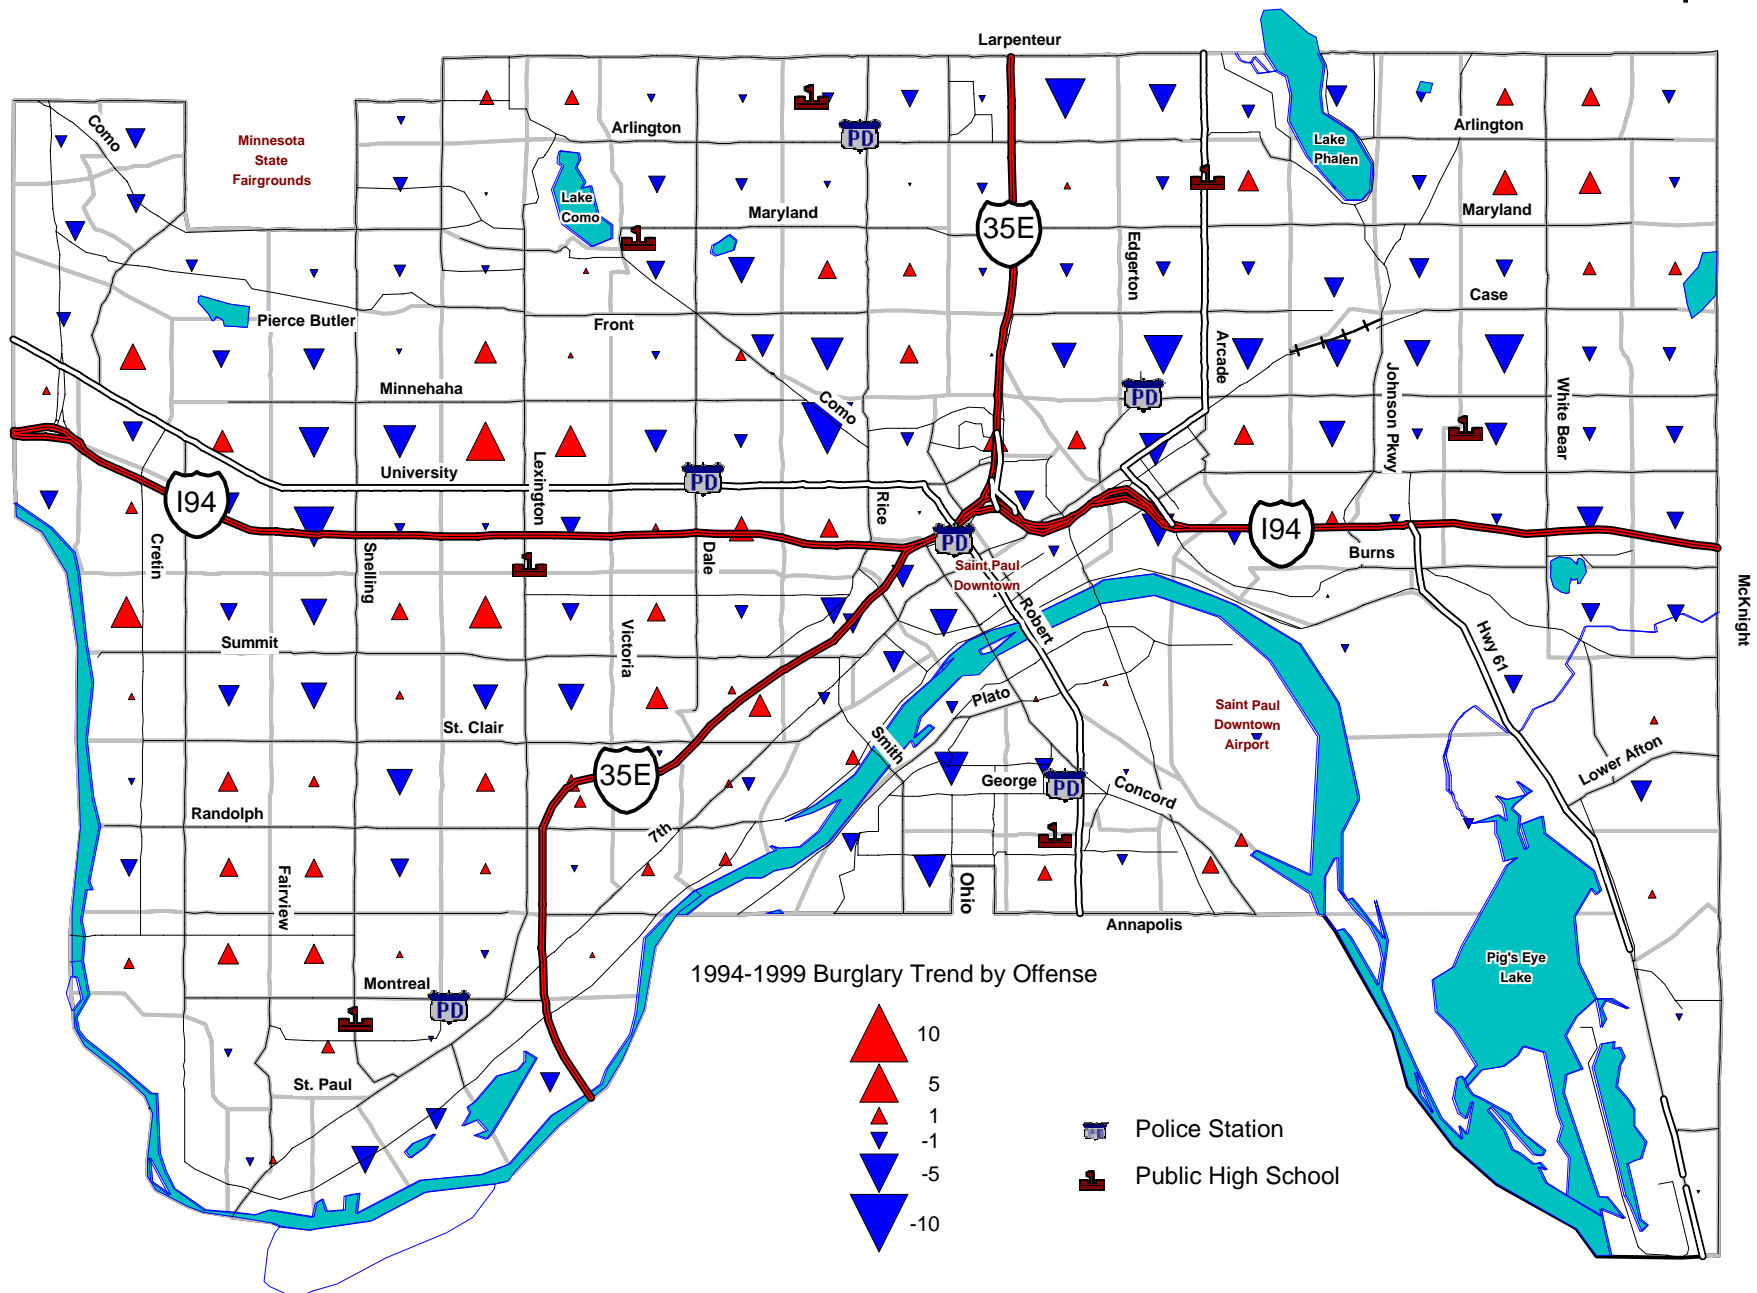 Larpenteur
Como
Minnesota
State
Fairgrounds
Arlington
PD
Arlington
Lake
Phalen
Lake
Como
Maryland
Maryland
35E
Edgerton
Pierce Butler
Front
Case
Arcade
Minnehaha
Como
PD
Johnson Pkwy
White Bear
University
Lexington
PD
Rice
I94
Cretin
Snelling
Dale
PD
I94
Burns
Saint Paul
Downtown
McKnight
Summit
Victoria
Robert
Hwy 61
St. Clair
Plato
Smith
Saint Paul
Downtown
Airport
Lower Afton
35E
George
PD
Concord
Randolph
7th
Fairview
Ohio
Annapolis
Pig's Eye
Lake
Montreal
PD
St. Paul
1994-1999 Burglary Trend by Offense
10
5
1
-1
-5
-10
Police Station
Public High School